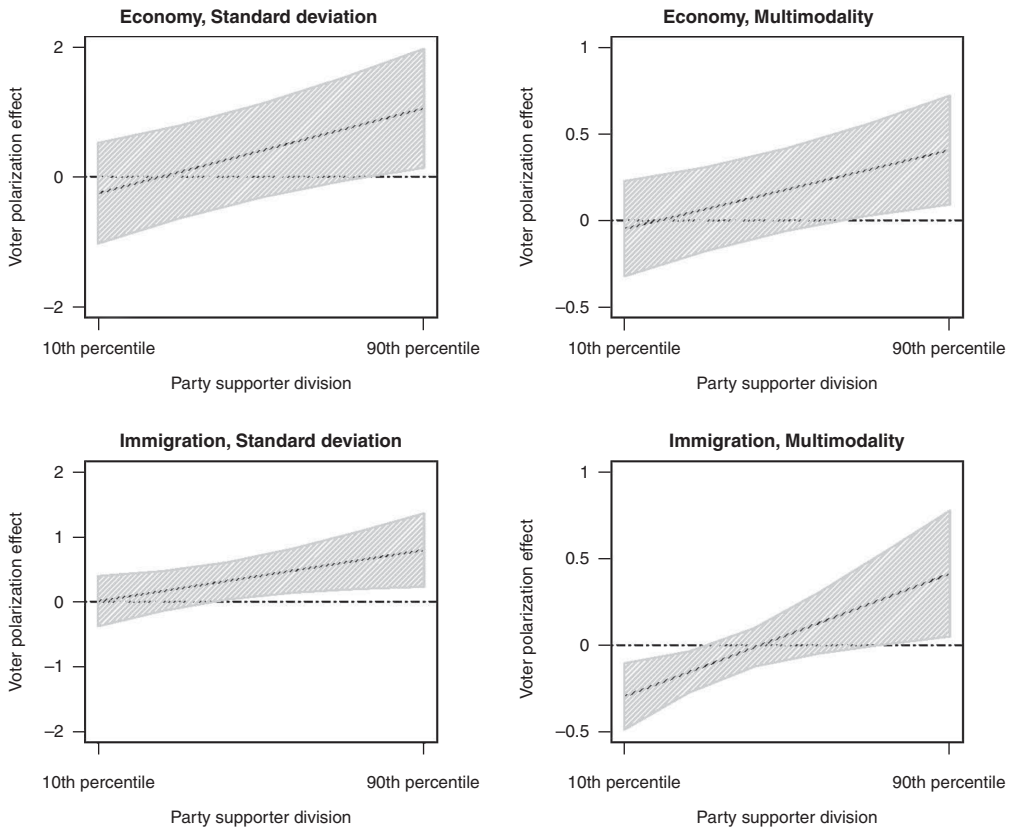 Economy, Standard deviation
2
0
–2
Voter polarization effect
10th percentile
90th percentile
Party supporter division
Economy, Multimodality
1
0.5
0
–0.5
Voter polarization effect
10th percentile
90th percentile
Party supporter division
Immigration, Standard deviation
2
1
0
–1
–2
Voter polarization effect
10th percentile
90th percentile
Party supporter division
Immigration, Multimodality
1
0.5
0
–0.5
Voter polarization effect
10th percentile
90th percentile
Party supporter division